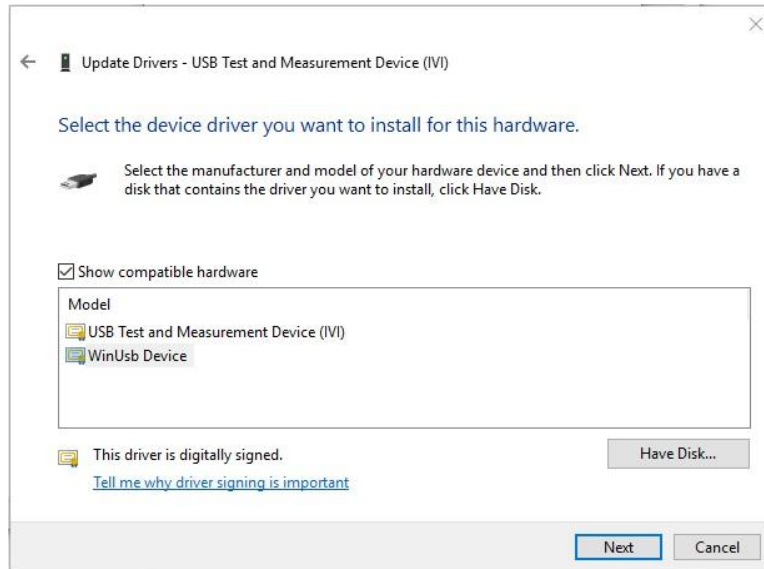 Update Drivers - USB Test and Measurement Device (IVI)
Select the device driver you want to install for this hardware.
Select the manufacturer and model of your hardware device and then click Next. If you have a
disk that contains the driver you want to install, click Have Disk.
Show compatible hardware
Model
USB Test and Measurement Device (IVI)
WinUsb Device
This driver is digitally signed.
Have Disk...
Tell me why driver signing is important
Next
Cancel